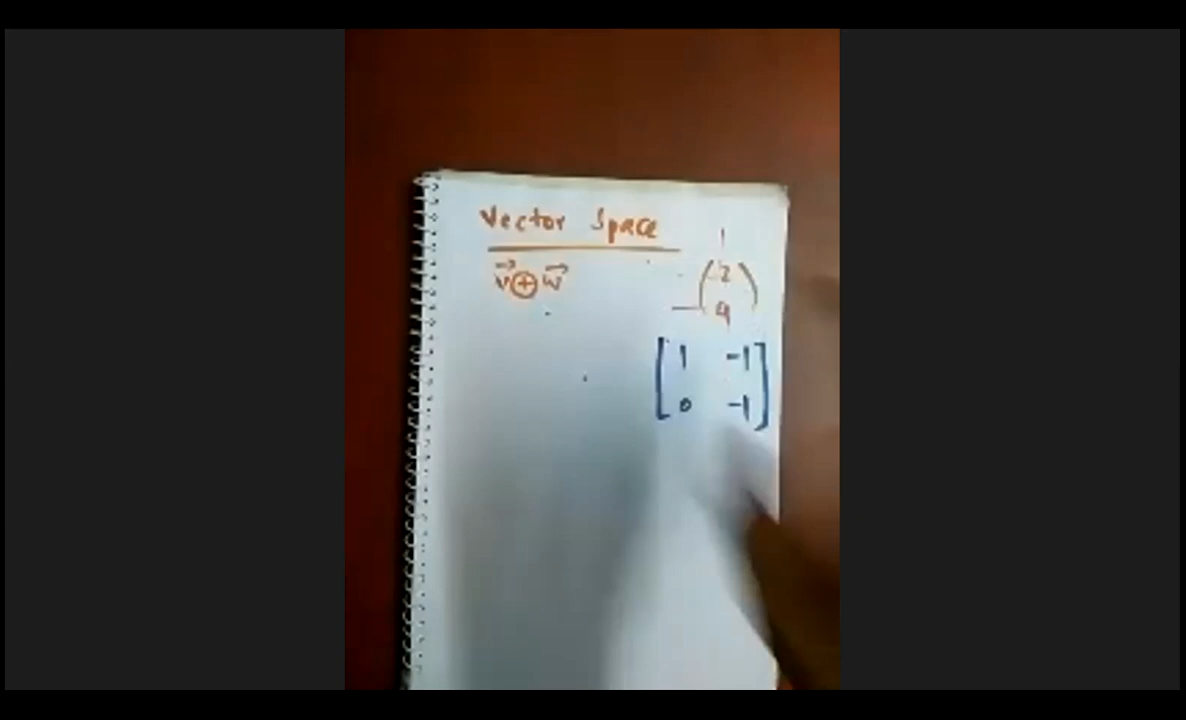 Vector Space
1
v⃗ ⊕ w⃗
2
4
1 -1
0 -1